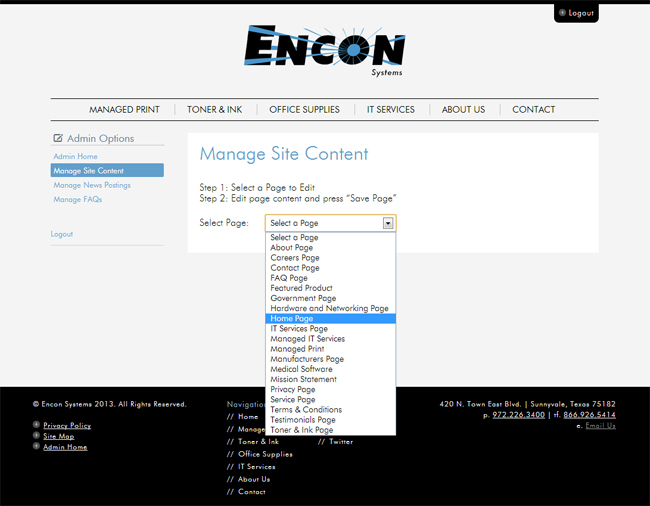 Logout
ENCON
Systems
MANAGED PRINT
TONER & INK
OFFICE SUPPLIES
IT SERVICES
ABOUT US
CONTACT
Admin Options
Admin Home
Manage Site Content
Manage News Postings
Manage FAQs
Logout
Manage Site Content
Step 1: Select a Page to Edit
Step 2: Edit page content and press “Save Page”
Select Page:
Select a Page
Select a Page
About Page
Careers Page
Contact Page
FAQ Page
Featured Product
Government Page
Hardware and Networking Page
Home Page
IT Services Page
Managed IT Services
Managed Print
Manufacturers Page
Medical Software
Mission Statement
Privacy Page
Service Page
Terms & Conditions
Testimonials Page
Toner & Ink Page
© Encon Systems 2013. All Rights Reserved.
Privacy Policy
Site Map
Admin Home
Navigation
// Home
// Manage
// Toner & Ink
// Office Supplies
// IT Services
// About Us
// Contact
// Twitter
420 N. Town East Blvd. | Sunnyvale, Texas 75182
p. 972.226.3400 | tf. 866.926.5414
e. Email Us